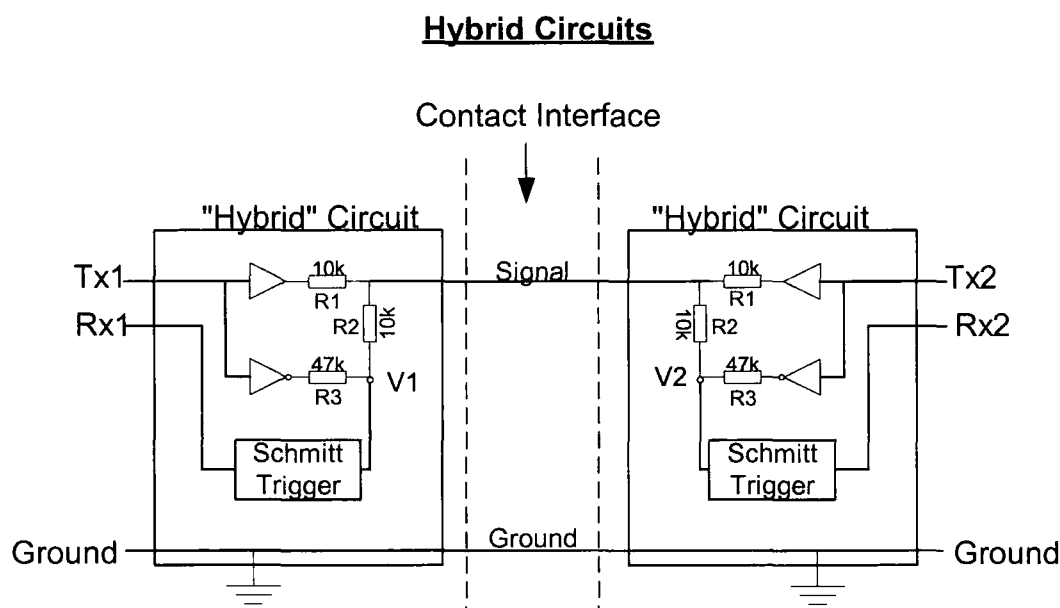 Hybrid Circuits
Contact Interface
"Hybrid" Circuit
"Hybrid" Circuit
Tx1
10k
R1
Signal
10k
R1
Tx2
Rx1
R2
10k
10k
R2
Rx2
47k
R3
V1
V2
47k
R3
Schmitt
Trigger
Schmitt
Trigger
Ground
Ground
Ground